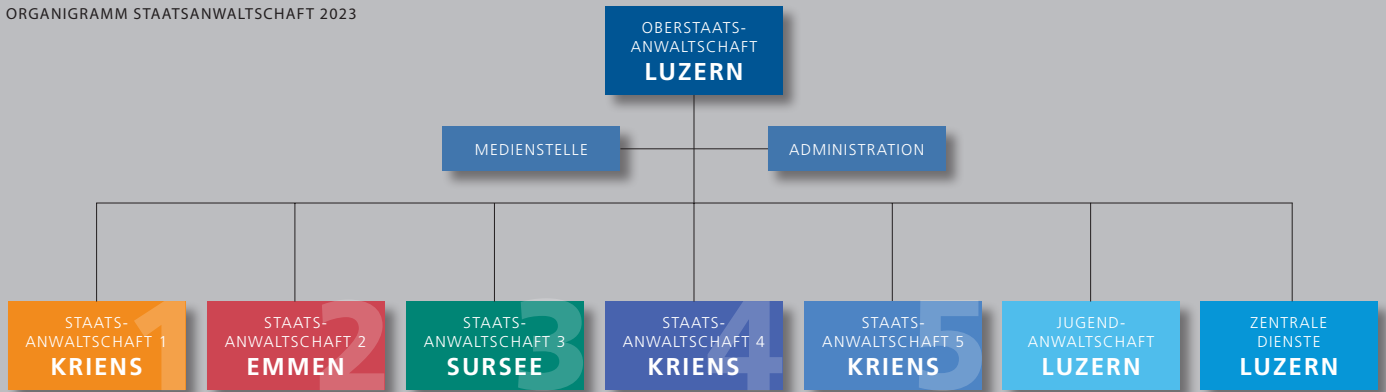 ORGANIGRAMM STAATSANWALTSCHAFT 2023
OBERSTAATS-
ANWALTSCHAFT
LUZERN
MEDIENSTELLE
ADMINISTRATION
1
STAATS-
ANWALTSCHAFT 1
KRIENS
2
STAATS-
ANWALTSCHAFT 2
EMMEN
3
STAATS-
ANWALTSCHAFT 3
SURSEE
4
STAATS-
ANWALTSCHAFT 4
KRIENS
5
STAATS-
ANWALTSCHAFT 5
KRIENS
JUGEND-
ANWALTSCHAFT
LUZERN
ZENTRALE
DIENSTE
LUZERN